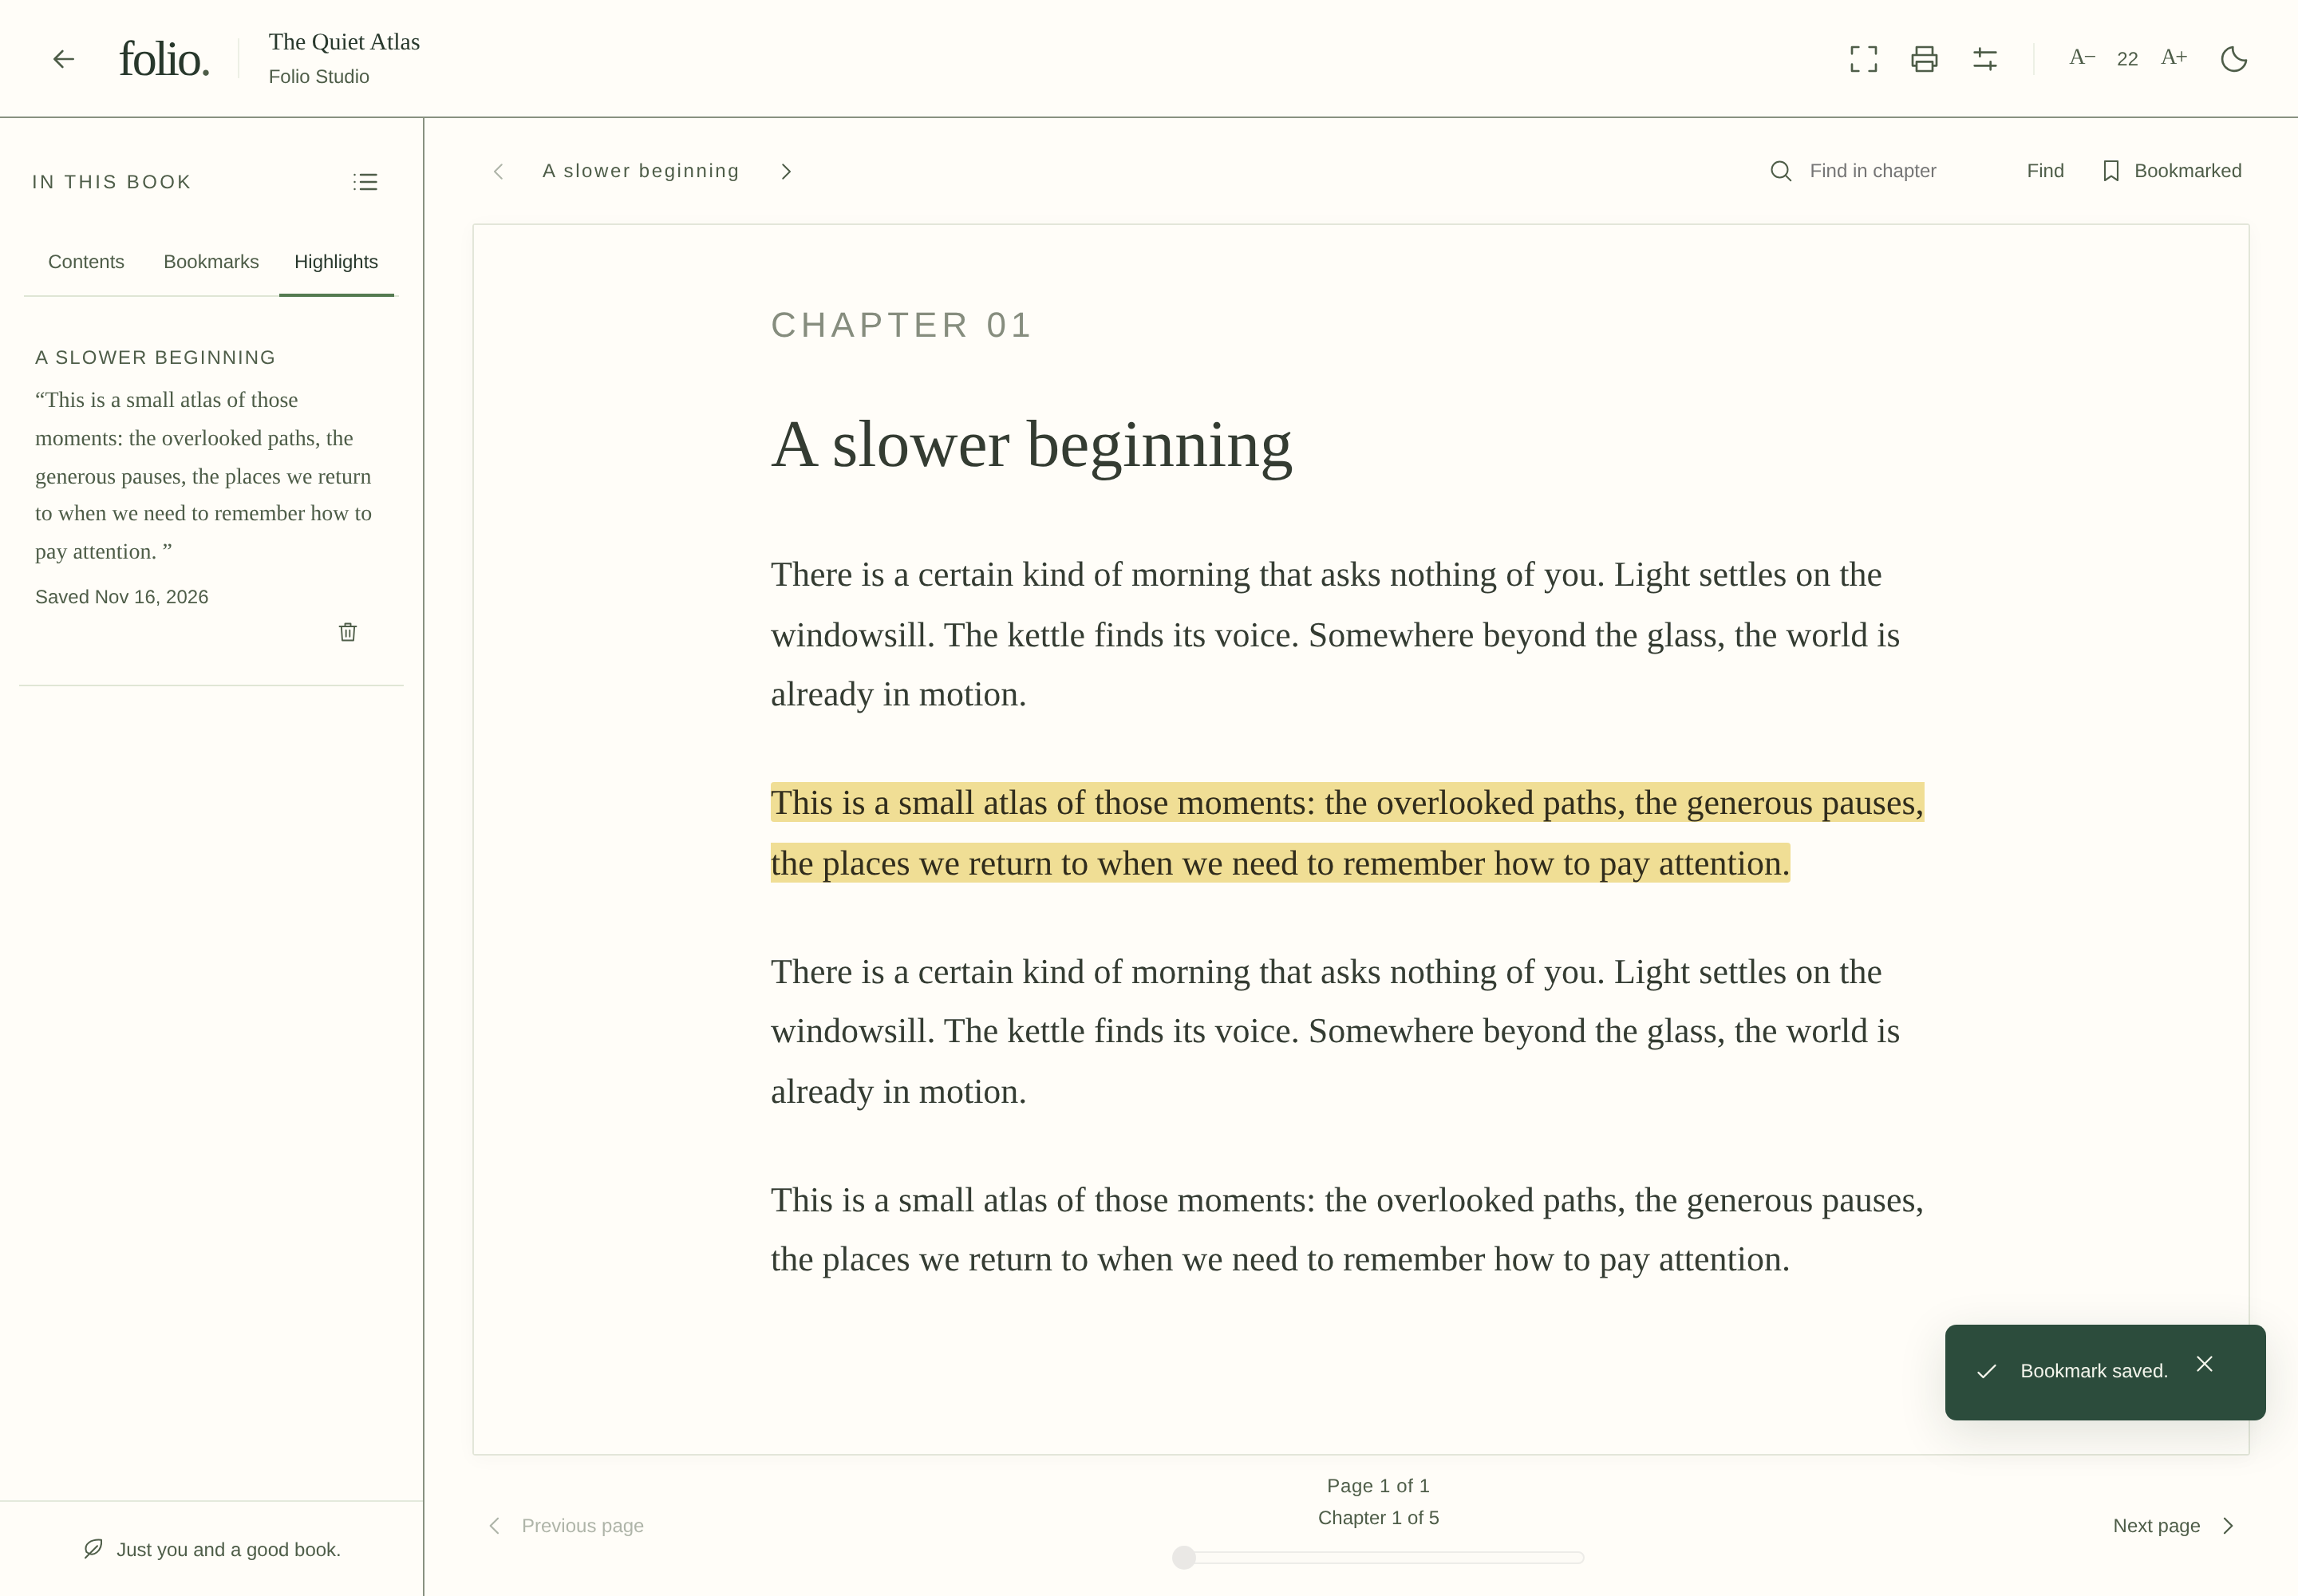 folio.
The Quiet Atlas
Folio Studio
A− 22 A+
IN THIS BOOK
Contents Bookmarks Highlights
A SLOWER BEGINNING
“This is a small atlas of those
moments: the overlooked paths, the
generous pauses, the places we return
to when we need to remember how to
pay attention. ”
Saved Nov 16, 2026
Just you and a good book.
A slower beginning
Find in chapter Find Bookmarked
CHAPTER 01
A slower beginning
There is a certain kind of morning that asks nothing of you. Light settles on the
windowsill. The kettle finds its voice. Somewhere beyond the glass, the world is
already in motion.
This is a small atlas of those moments: the overlooked paths, the generous pauses,
the places we return to when we need to remember how to pay attention.
There is a certain kind of morning that asks nothing of you. Light settles on the
windowsill. The kettle finds its voice. Somewhere beyond the glass, the world is
already in motion.
This is a small atlas of those moments: the overlooked paths, the generous pauses,
the places we return to when we need to remember how to pay attention.
Bookmark saved.
Previous page
Page 1 of 1
Chapter 1 of 5
Next page